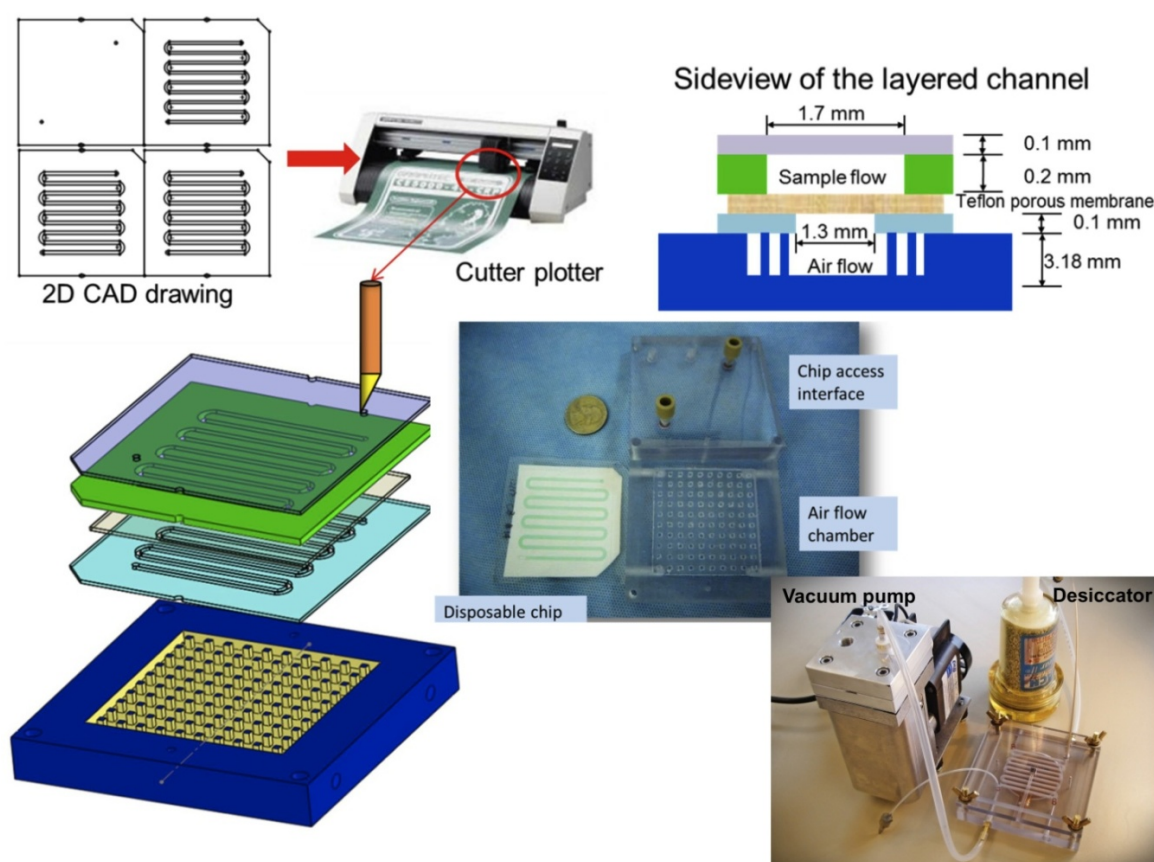 Sideview of the layered channel
1.7 mm
0.1 mm
Sample flow
0.2 mm
Teflon porous membrane
0.1 mm
1.3 mm
Air flow
3.18 mm
2D CAD drawing
Cutter plotter
Chip access
interface
Air flow
chamber
Disposable chip
Vacuum pump
Desiccator